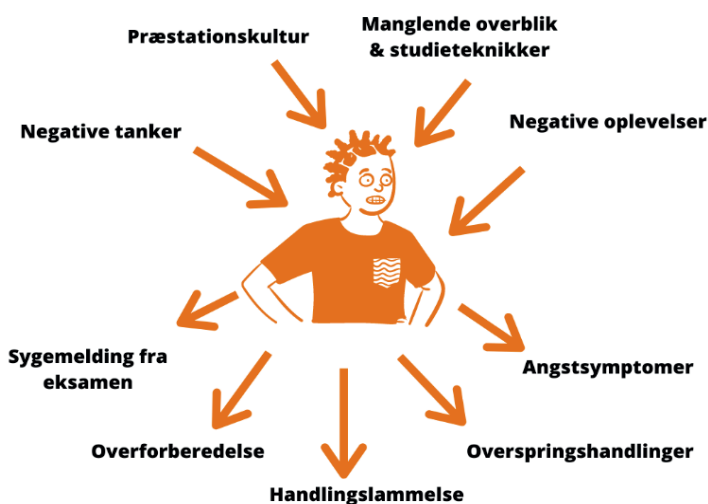 Præstationskultur
Manglende overblik
& studieteknikker
Negative tanker
Negative oplevelser
Sygemelding fra
eksamen
Angstsymptomer
Overforberedelse
Overspringshandlinger
Handlingslammelse